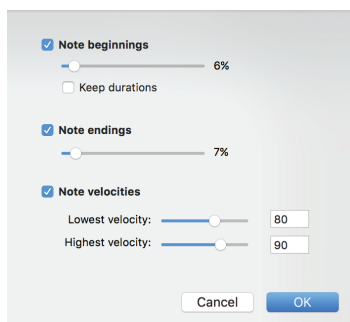 Note beginnings
6%
Keep durations
Note endings
7%
Note velocities
Lowest velocity: 80
Highest velocity: 90
Cancel OK